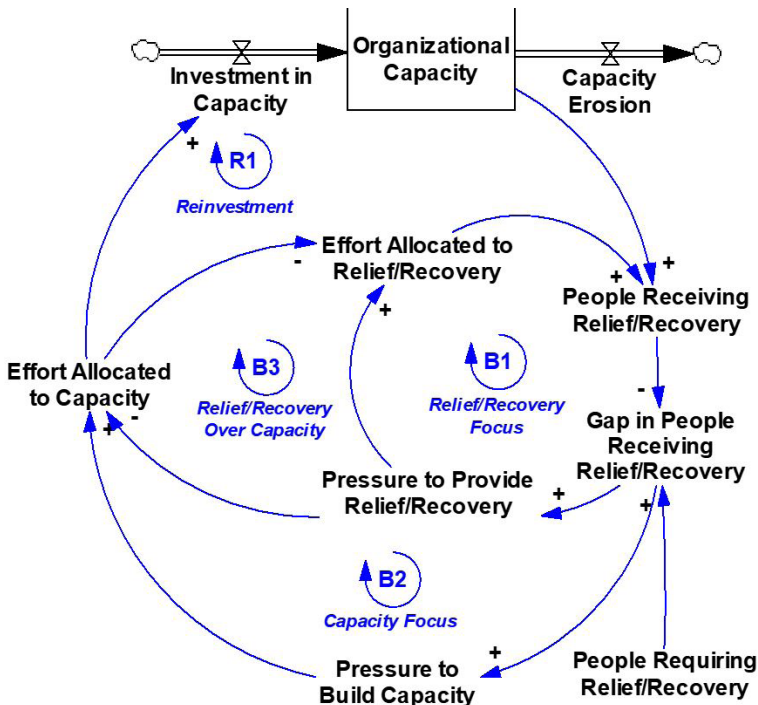 Organizational
Capacity
Investment in
Capacity
Capacity
Erosion
+
R1
Reinvestment
Effort Allocated to
Relief/Recovery
-
+
+
+
People Receiving
Relief/Recovery
Effort Allocated
to Capacity
B3
Relief/Recovery
Over Capacity
B1
Relief/Recovery
Focus
-
+
-
Gap in People
Receiving
Relief/Recovery
Pressure to Provide
Relief/Recovery
+
+
+
B2
Capacity Focus
+
Pressure to
Build Capacity
People Requiring
Relief/Recovery